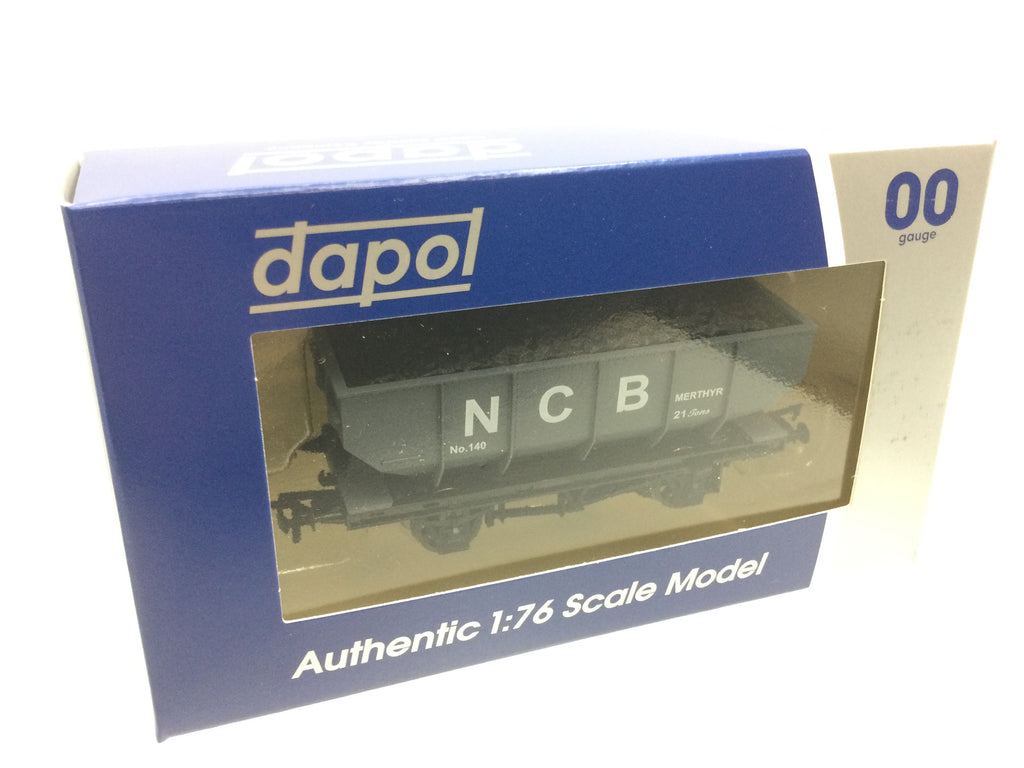 dapol
dapol
00
gauge
N C B
MERTHYR
21 Tons
No.140
Authentic 1:76 Scale Model